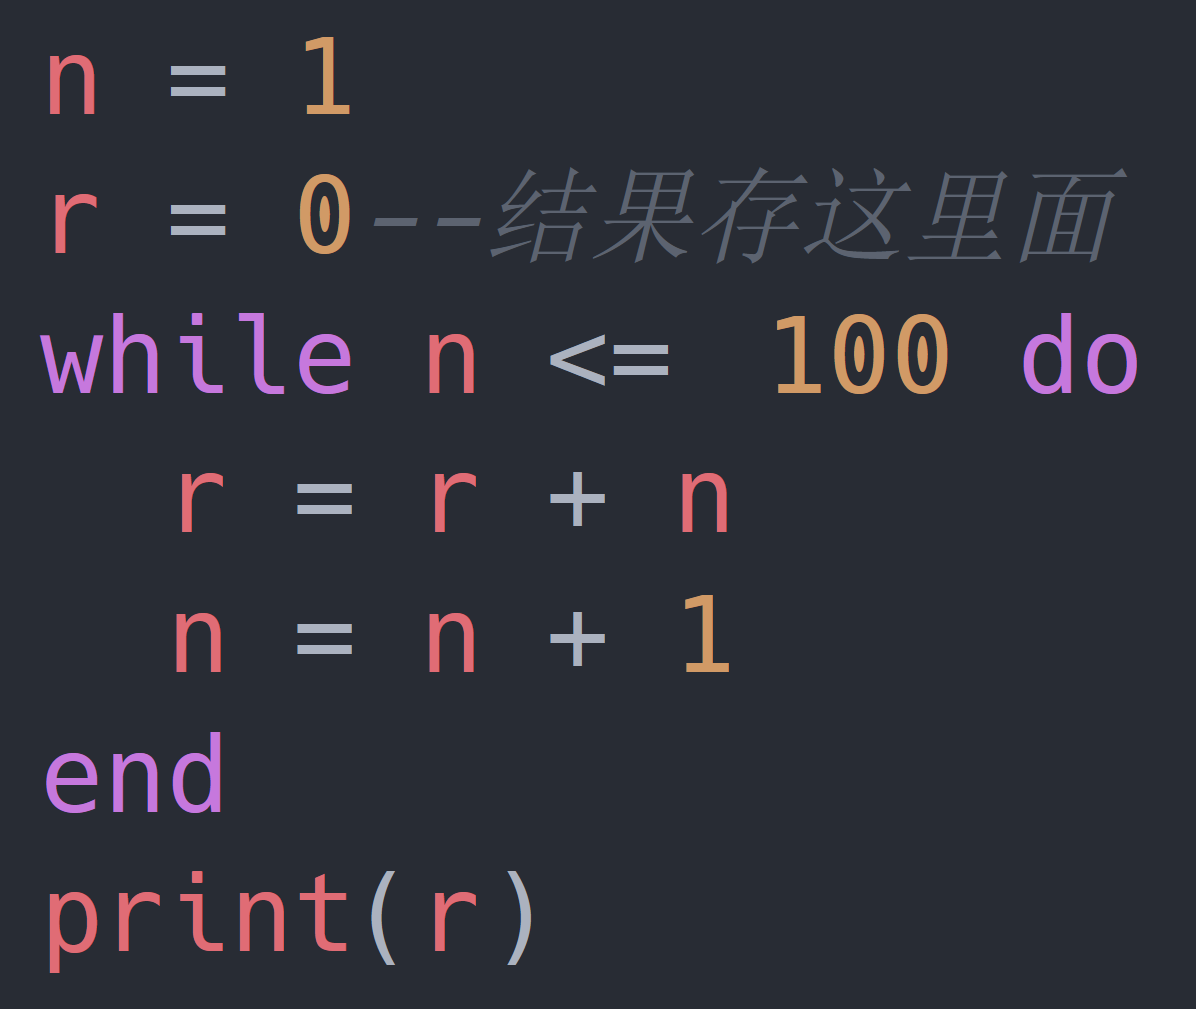 n = 1
r = 0--结果存这里面
while n <=  100 do
  r = r + n
  n = n + 1
end
print(r)